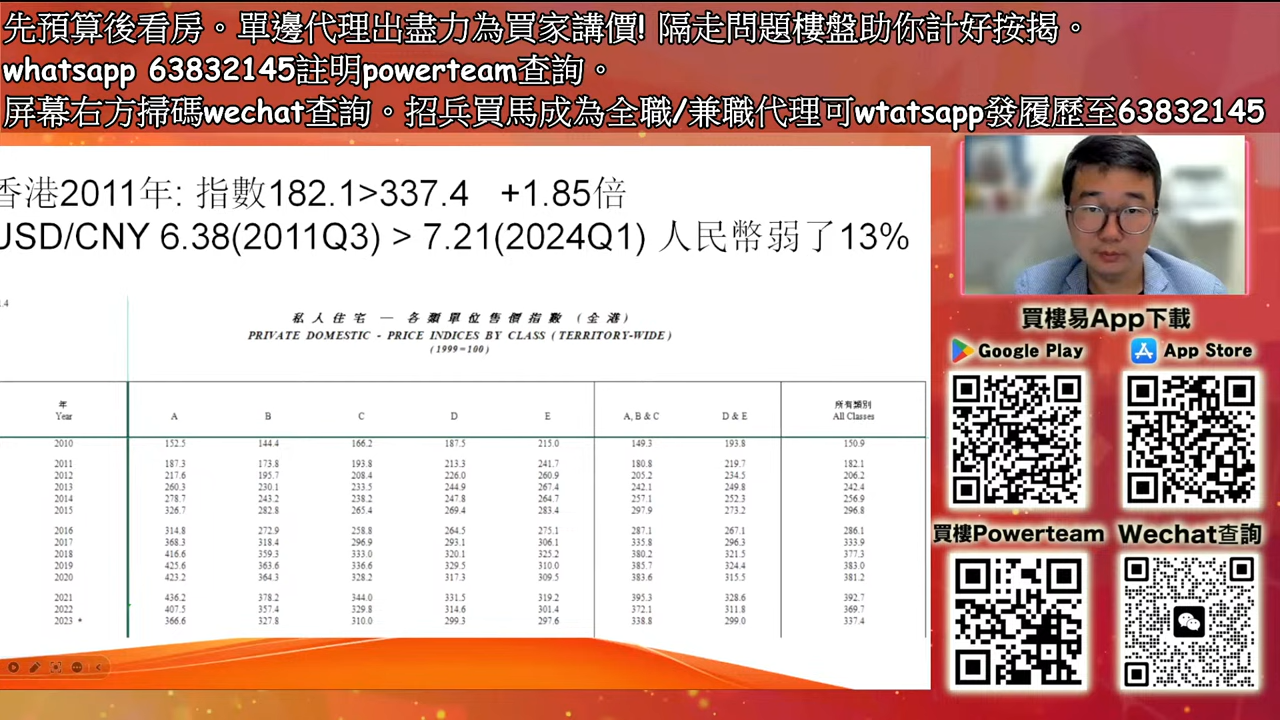 先預算後看房。單邊代理出盡力為買家講價! 隔走問題樓盤助你計好按揭。
whatsapp 63832145註明powerteam查詢。
屏幕右方掃碼wechat查詢。招兵買馬成為全職/兼職代理可wtatsapp發履歷至63832145
香港2011年: 指數182.1>337.4 +1.85倍
USD/CNY 6.38(2011Q3) > 7.21(2024Q1) 人民幣弱了13%
私人住宅 — 各類單位售價指數 (全港)
PRIVATE DOMESTIC - PRICE INDICES BY CLASS (TERRITORY-WIDE)
(1999=100)
年 所有類別
Year A B C D E A, B & C D & E All Classes
2010 152.5 144.4 166.2 187.5 215.0 149.3 193.8 150.9
2011 187.3 173.8 193.8 213.3 241.7 180.8 219.7 182.1
2012 217.6 195.7 208.4 226.0 260.9 205.2 234.5 206.2
2013 260.3 230.1 233.5 244.9 267.4 242.1 249.8 242.4
2014 278.7 243.2 238.2 247.8 264.7 257.1 252.3 256.9
2015 326.7 282.8 265.4 269.4 283.4 297.9 273.2 296.8
2016 314.8 272.9 258.8 264.5 275.1 287.1 267.1 286.1
2017 368.3 318.4 296.9 293.1 306.1 335.8 296.3 333.9
2018 416.6 359.3 333.0 320.1 325.2 380.2 321.5 377.3
2019 425.6 363.6 336.6 329.5 310.0 385.7 324.4 383.0
2020 423.2 364.3 328.2 317.3 309.5 383.6 315.5 381.2
2021 436.2 378.2 344.0 331.5 319.2 395.3 328.6 392.7
2022 407.5 357.4 329.8 314.6 301.4 372.1 311.8 369.7
2023 * 366.6 327.8 310.0 299.3 297.6 338.8 299.0 337.4
買樓易App下載
Google Play App Store
買樓Powerteam Wechat查詢